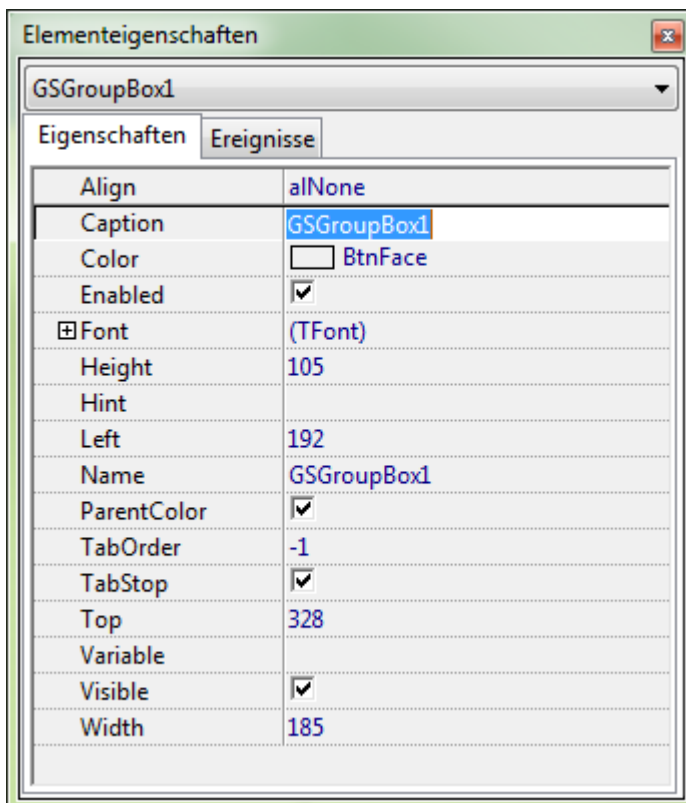 Elementeigenschaften
GSGroupBox1
Eigenschaften Ereignisse
Align alNone
Caption GSGroupBox1
Color BtnFace
Enabled
Font (TFont)
Height 105
Hint
Left 192
Name GSGroupBox1
ParentColor
TabOrder -1
TabStop
Top 328
Variable
Visible
Width 185